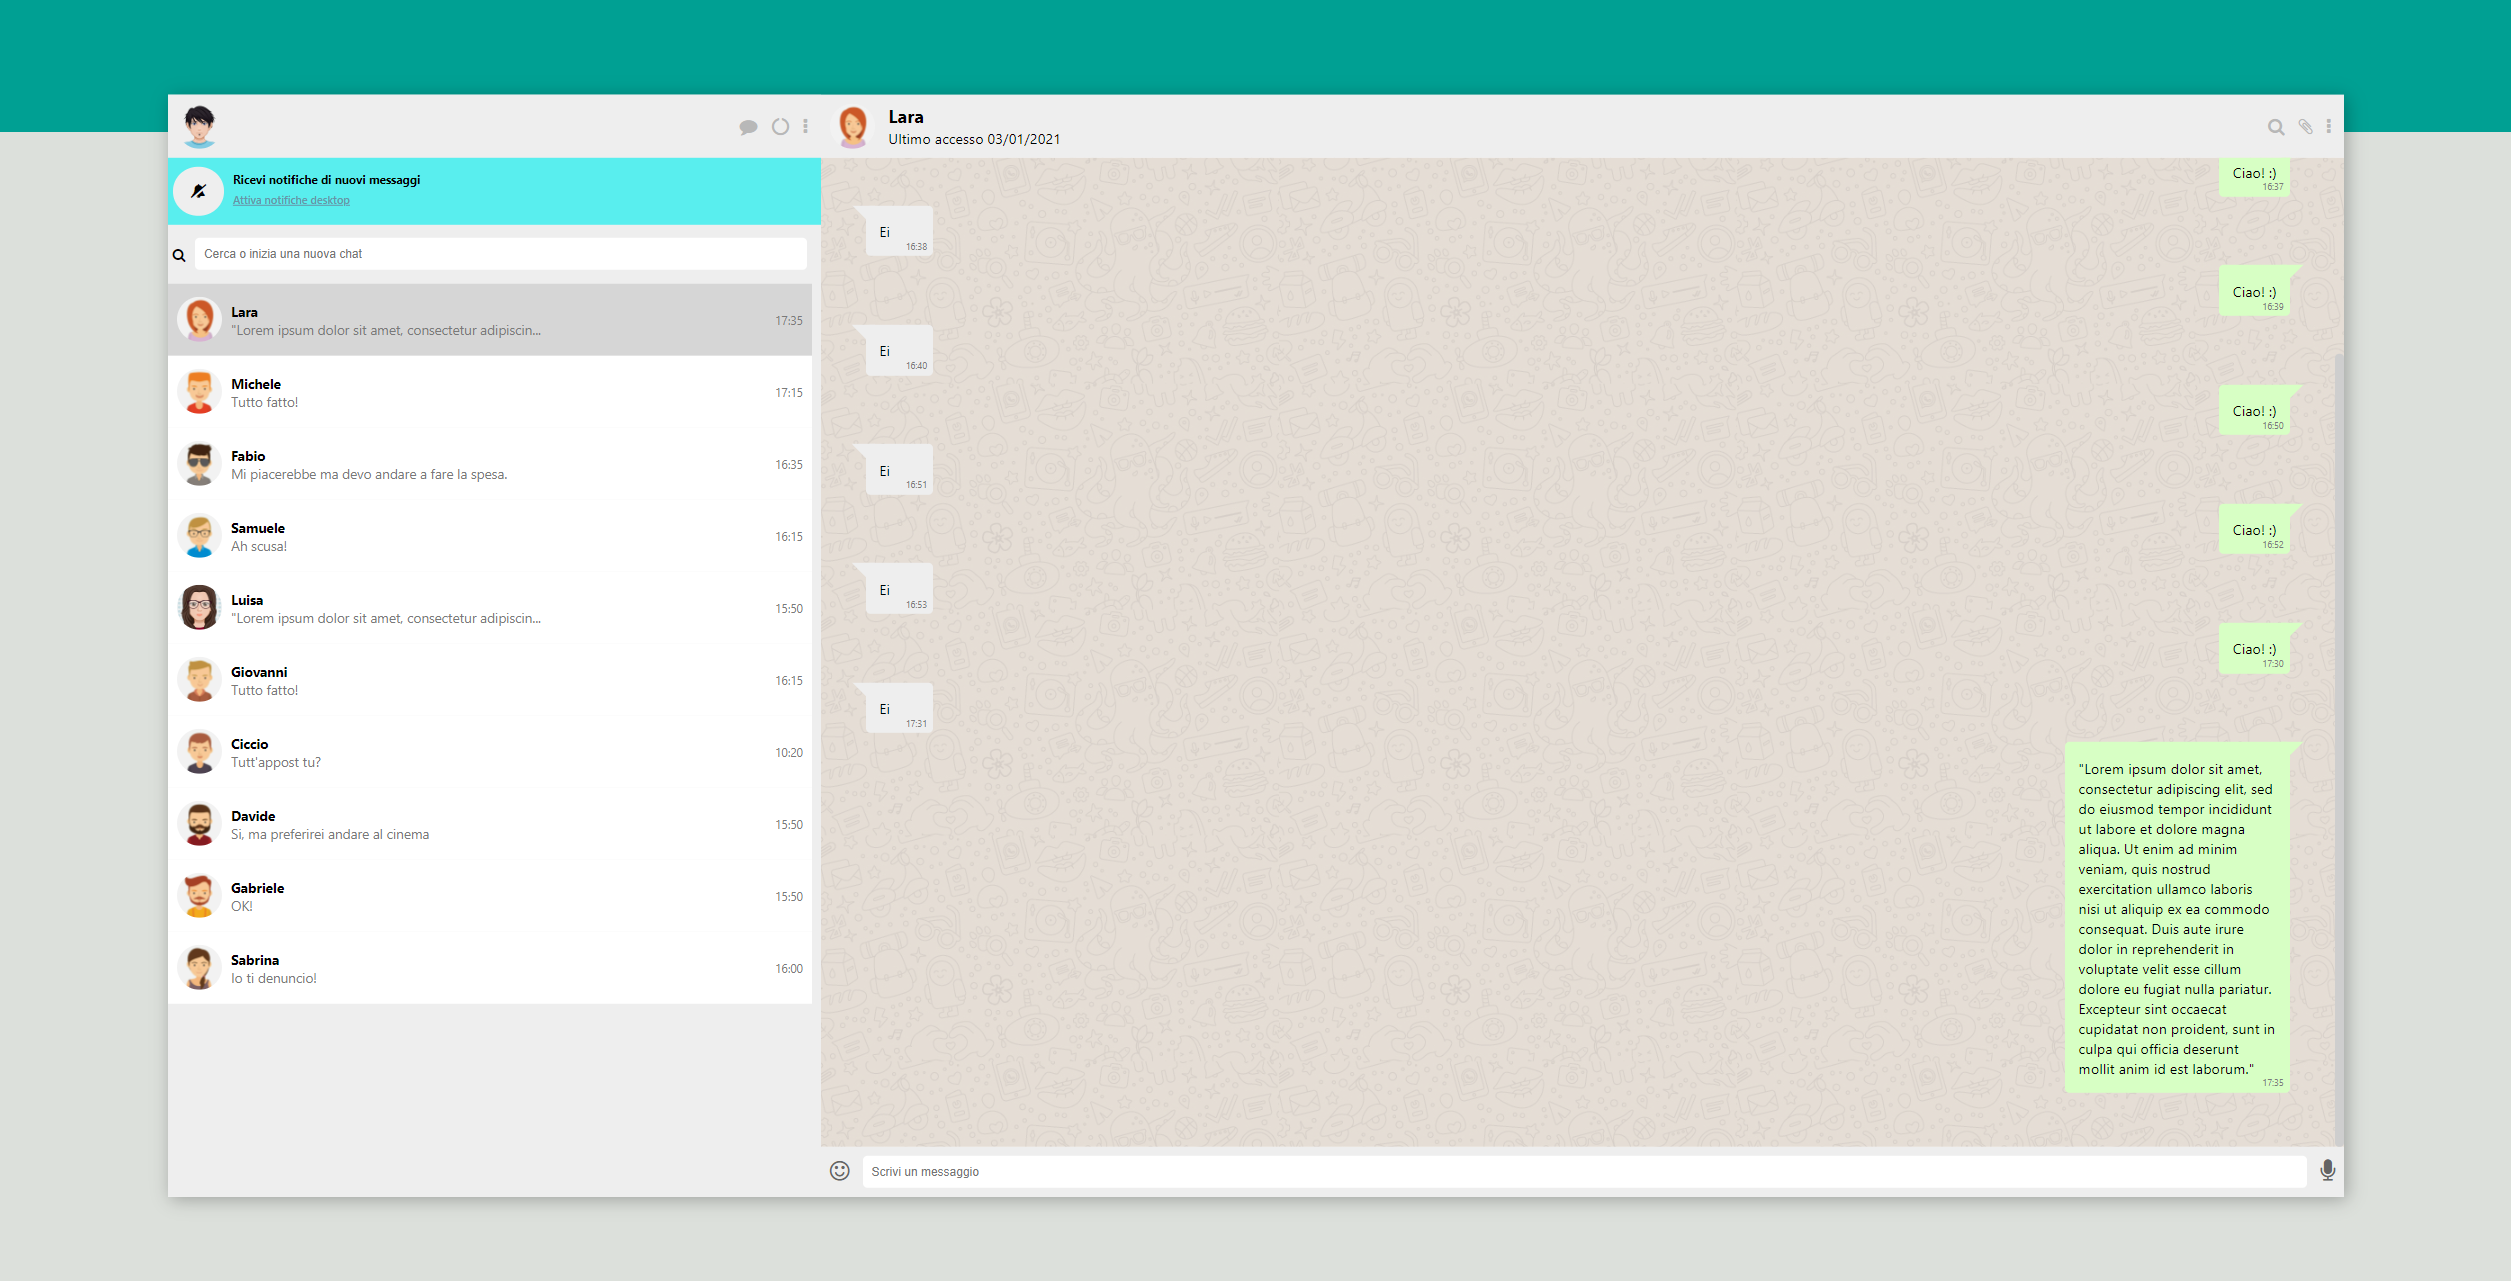 Ricevi notifiche di nuovi messaggi
Attiva notifiche desktop
Cerca o inizia una nuova chat
Lara
"Lorem ipsum dolor sit amet, consectetur adipiscin...
17:35
Michele
Tutto fatto!
17:15
Fabio
Mi piacerebbe ma devo andare a fare la spesa.
16:35
Samuele
Ah scusa!
16:15
Luisa
"Lorem ipsum dolor sit amet, consectetur adipiscin...
15:50
Giovanni
Tutto fatto!
16:15
Ciccio
Tutt'appost tu?
10:20
Davide
Si, ma preferirei andare al cinema
15:50
Gabriele
OK!
15:50
Sabrina
Io ti denuncio!
16:00
Lara
Ultimo accesso 03/01/2021
Ciao! :)
16:37
Ei
16:38
Ciao! :)
16:39
Ei
16:40
Ciao! :)
16:50
Ei
16:51
Ciao! :)
16:52
Ei
16:53
Ciao! :)
17:30
Ei
17:31
"Lorem ipsum dolor sit amet,
consectetur adipiscing elit, sed
do eiusmod tempor incididunt
ut labore et dolore magna
aliqua. Ut enim ad minim
veniam, quis nostrud
exercitation ullamco laboris
nisi ut aliquip ex ea commodo
consequat. Duis aute irure
dolor in reprehenderit in
voluptate velit esse cillum
dolore eu fugiat nulla pariatur.
Excepteur sint occaecat
cupidatat non proident, sunt in
culpa qui officia deserunt
mollit anim id est laborum."
17:35
Scrivi un messaggio